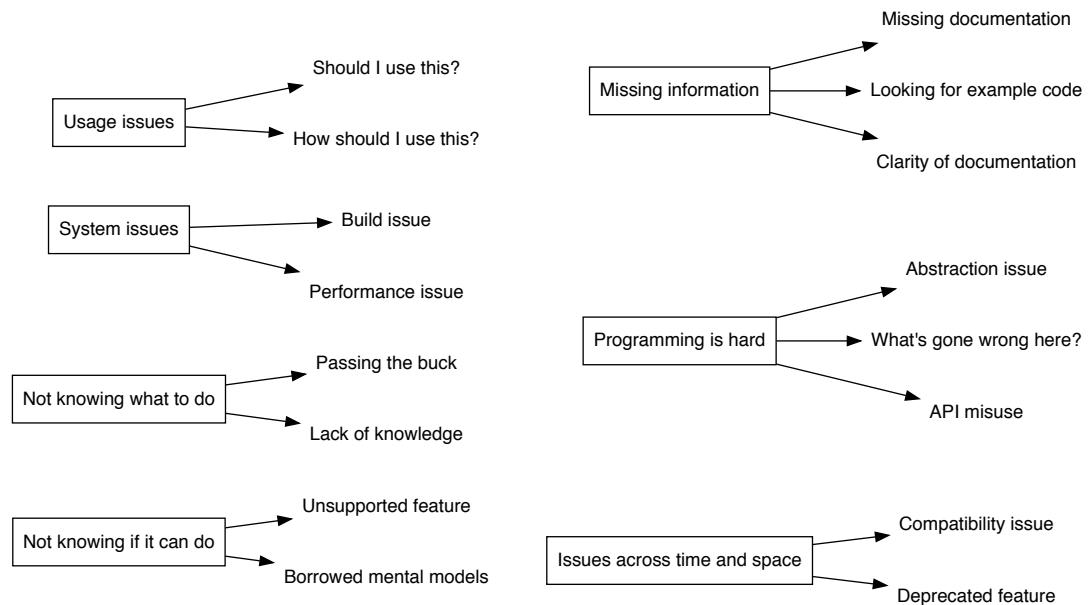 Usage issues
Should I use this?
How should I use this?
System issues
Build issue
Performance issue
Not knowing what to do
Passing the buck
Lack of knowledge
Not knowing if it can do
Unsupported feature
Borrowed mental models
Missing information
Missing documentation
Looking for example code
Clarity of documentation
Programming is hard
Abstraction issue
What's gone wrong here?
API misuse
Issues across time and space
Compatibility issue
Deprecated feature